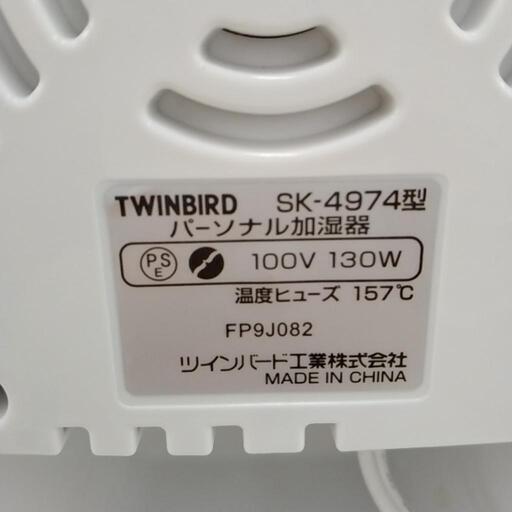 TWINBIRD SK-4974型
パーソナル加湿器
PS E 100V 130W
温度ヒューズ 157℃
FP9J082
ツインバード工業株式会社
MADE IN CHINA